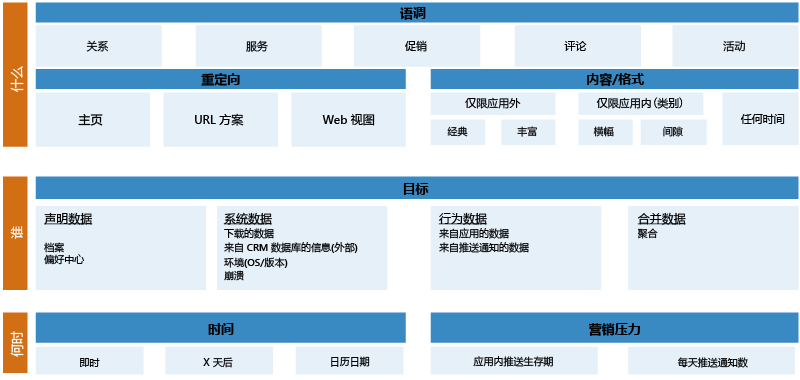 什么
语调
关系
服务
促销
评论
活动
重定向
主页
URL 方案
Web 视图
内容/格式
仅限应用外
仅限应用内(类别)
任何时间
经典
丰富
横幅
间隙
谁
目标
声明数据
档案
偏好中心
系统数据
下载的数据
来自 CRM 数据库的信息(外部)
环境(OS/版本)
崩溃
行为数据
来自应用的数据
来自推送通知的数据
合并数据
聚合
何时
时间
即时
X 天后
日历日期
营销压力
应用内推送生存期
每天推送通知数